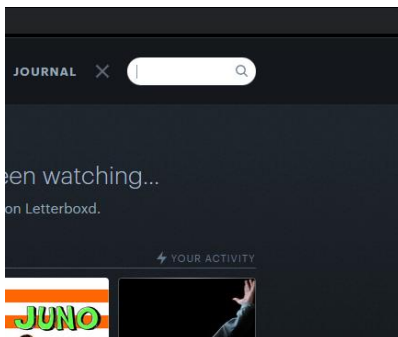 JOURNAL
een watching...
on Letterboxd.
YOUR ACTIVITY
JUNO